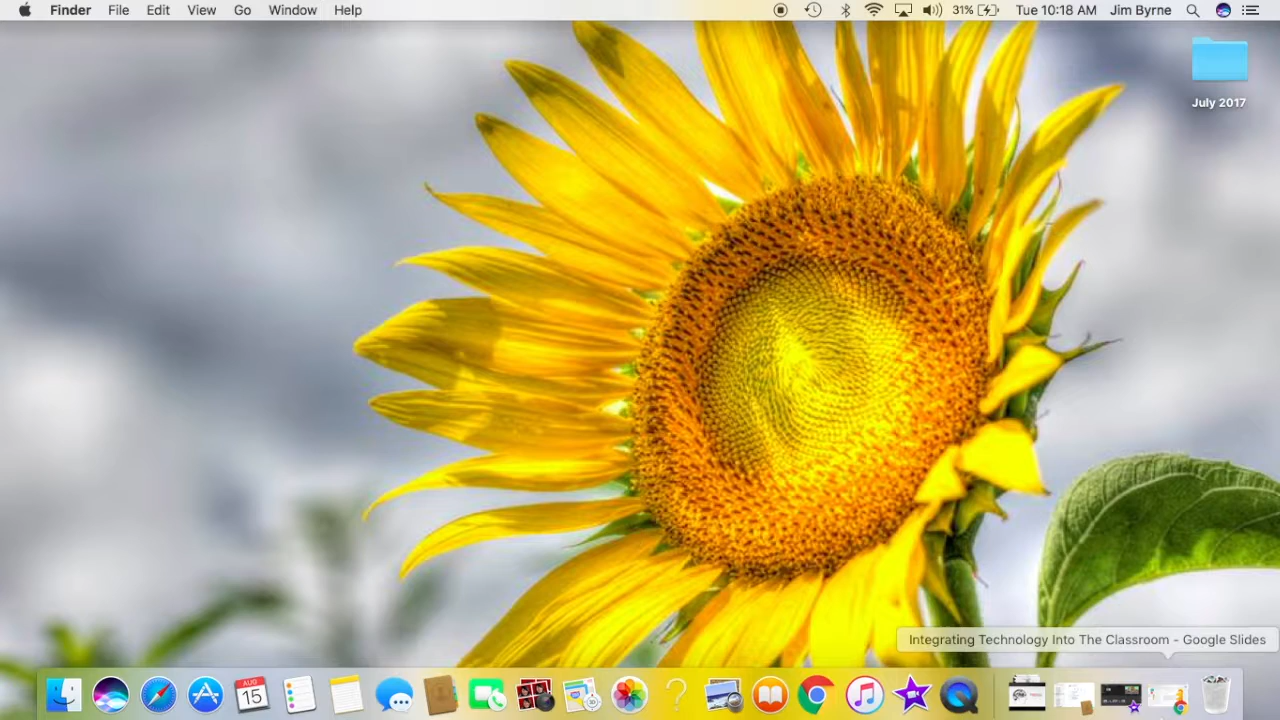 Finder File Edit View Go Window Help 31% Tue 10:18 AM Jim Byrne
July 2017
Integrating Technology Into The Classroom - Google Slides
AUG
15